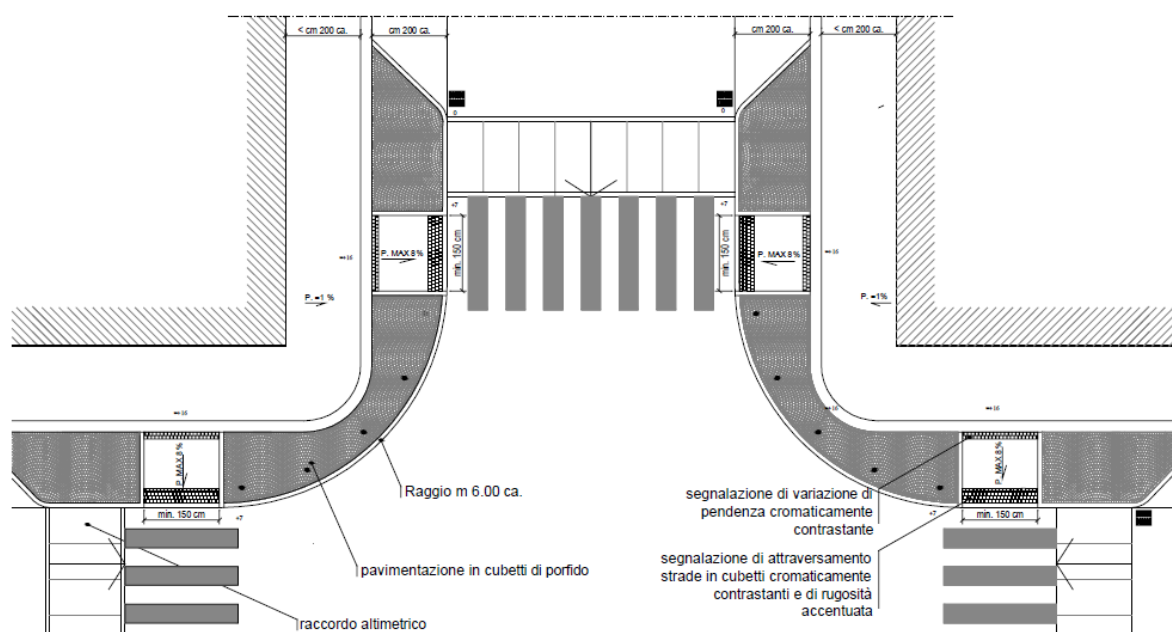 < cm 200 ca.
cm 200 ca.
cm 200 ca.
< cm 200 ca.
0
0
+7
+7
P. MAX 8%
min. 150 cm
min. 150 cm
P. MAX 8%
+16
+16
P. =1 %
P. =1%
+16
+16
+16
P. MAX 8%
P. MAX 8%
min. 150 cm
+7
+7
min. 150 cm
Raggio m 6.00 ca.
segnalazione di variazione di
pendenza cromaticamente
contrastante
pavimentazione in cubetti di porfido
segnalazione di attraversamento
strade in cubetti cromaticamente
contrastanti e di rugosità
accentuata
raccordo altimetrico